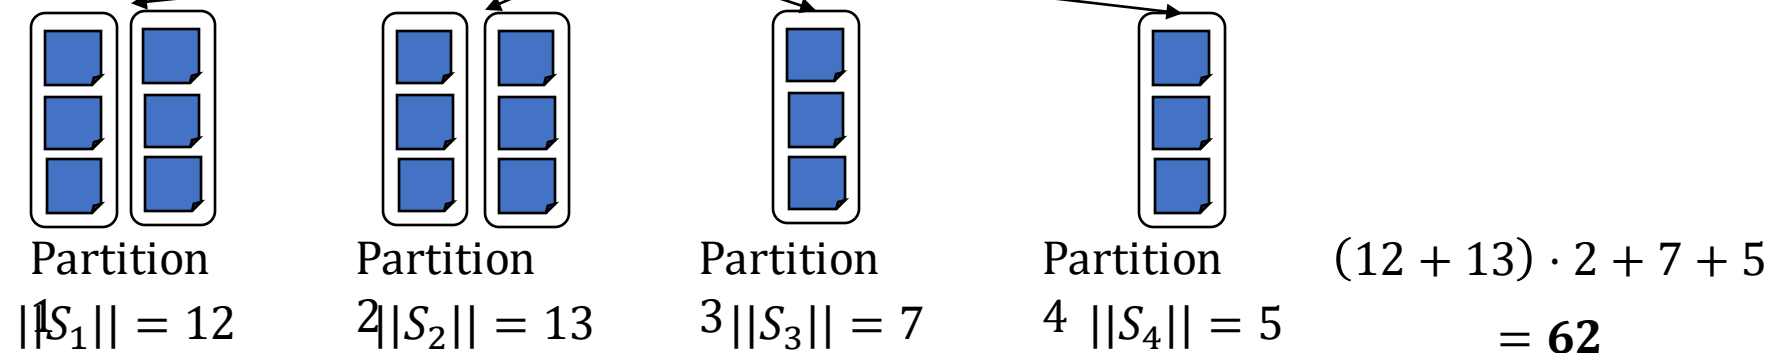 Partition Partition Partition Partition (12 + 13) · 2 + 7 + 5
1 ||S₁|| = 12 2 ||S₂|| = 13 3 ||S₃|| = 7 4 ||S₄|| = 5 = 62